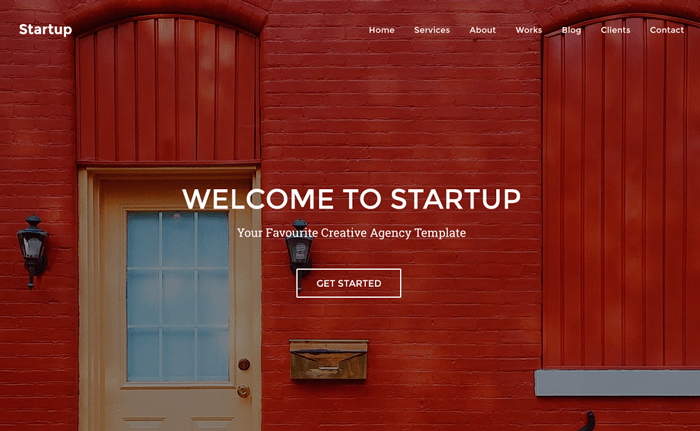 Startup
Home Services About Works Blog Clients Contact
WELCOME TO STARTUP
Your Favourite Creative Agency Template
GET STARTED